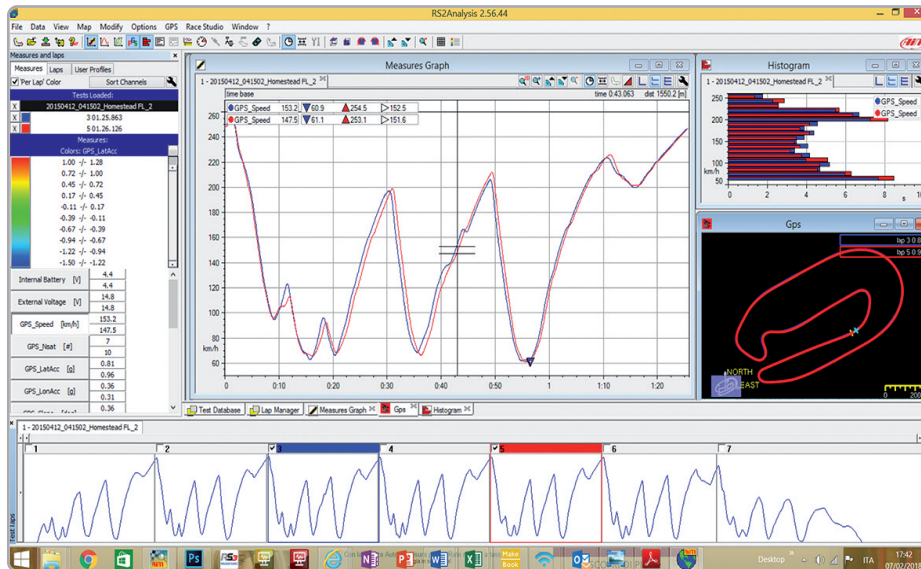 RS2Analysis 2.56.44
File Data View Map Modify Options GPS Race Studio Window ?
Measures and laps
Measures Laps User Profiles
'Per Lap' Color Sort Channels
Tests Loaded:
X 20150412_041502_Homestead FL_2
X 3 01.25.863
X 5 01.26.126
Measures:
Colors: GPS_LatAcc
1.00 -/- 1.28
0.72 -/- 1.00
0.45 -/- 0.72
0.17 -/- 0.45
-0.11 -/- 0.17
-0.39 -/- -0.11
-0.67 -/- -0.39
-0.94 -/- -0.67
-1.22 -/- -0.94
-1.50 -/- -1.22
Internal Battery [V] 4.4
4.4
External Voltage [V] 14.8
14.8
GPS_Speed [km/h] 153.2
147.5
GPS_Nsat [#] 7
10
GPS_LatAcc [g] 0.81
0.96
GPS_LonAcc [g] 0.36
0.31
0.36
Measures Graph
1 - 20150412_041502_Homestead FL_2
time base time 0:43.063 dist 1550.2 [m]
GPS_Speed 153.2 60.9 254.5 152.5
GPS_Speed 147.5 61.1 253.1 151.6
260
240
220
200
180
160
140
120
100
80
km/h
60
0 0:10 0:20 0:30 0:40 0:50 1:00 1:10 1:20
Histogram
1 - 20150412_041502_Homestead FL_2
250
200
150
100
km/h
50
0 2 4 6 8 10
s
Gps
lap 3 0.8
lap 5 0.9
NORTH
EAST
0 200
Test Database Lap Manager Measures Graph Gps Histogram
1 - 20150412_041502_Homestead FL_2
1 2 3 4 5 6 7
Test Laps
Ps RS3 N P W X Make Book
Desktop ITA 17:42